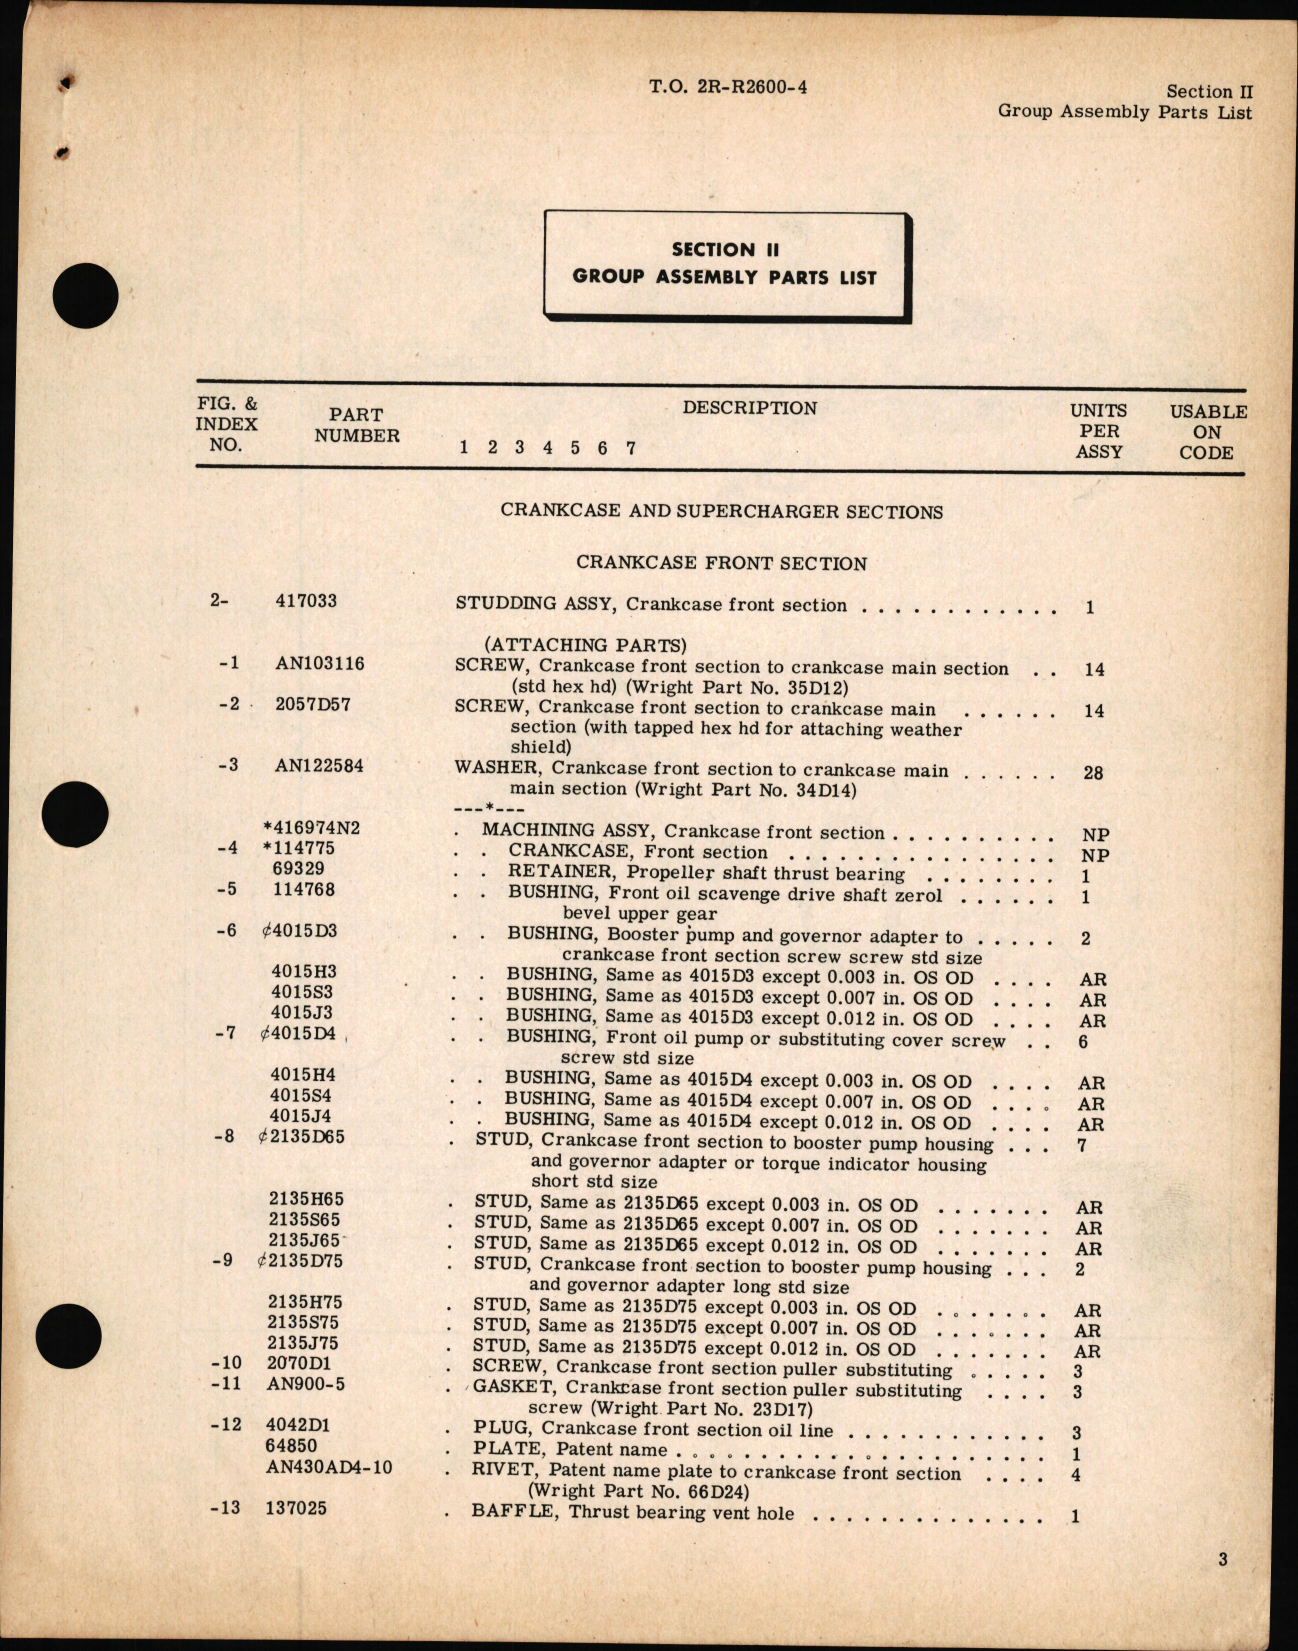 T.O. 2R-R2600-4
Section II
Group Assembly Parts List
SECTION II
GROUP ASSEMBLY PARTS LIST
FIG. & INDEX NO. PART NUMBER DESCRIPTION 1 2 3 4 5 6 7 UNITS PER ASSY USABLE ON CODE
CRANKCASE AND SUPERCHARGER SECTIONS
CRANKCASE FRONT SECTION
2- 417033 STUDDING ASSY, Crankcase front section . . . . . . . . . . . . 1
(ATTACHING PARTS)
-1 AN103116 SCREW, Crankcase front section to crankcase main section . . 14
(std hex hd) (Wright Part No. 35D12)
-2 2057D57 SCREW, Crankcase front section to crankcase main . . . . . . 14
section (with tapped hex hd for attaching weather
shield)
-3 AN122584 WASHER, Crankcase front section to crankcase main . . . . . . 28
main section (Wright Part No. 34D14)
---*---
*416974N2 . MACHINING ASSY, Crankcase front section . . . . . . . . . . NP
-4 *114775 . . CRANKCASE, Front section . . . . . . . . . . . . . . . . NP
69329 . . RETAINER, Propeller shaft thrust bearing . . . . . . . . 1
-5 114768 . . BUSHING, Front oil scavenge drive shaft zerol . . . . . . 1
bevel upper gear
-6 ¢4015D3 . . BUSHING, Booster pump and governor adapter to . . . . . 2
crankcase front section screw screw std size
4015H3 . . BUSHING, Same as 4015D3 except 0.003 in. OS OD . . . . AR
4015S3 . . BUSHING, Same as 4015D3 except 0.007 in. OS OD . . . . AR
4015J3 . . BUSHING, Same as 4015D3 except 0.012 in. OS OD . . . . AR
-7 ¢4015D4 . . BUSHING, Front oil pump or substituting cover screw . . 6
screw std size
4015H4 . . BUSHING, Same as 4015D4 except 0.003 in. OS OD . . . . AR
4015S4 . . BUSHING, Same as 4015D4 except 0.007 in. OS OD . . . . AR
4015J4 . . BUSHING, Same as 4015D4 except 0.012 in. OS OD . . . . AR
-8 ¢2135D65 . STUD, Crankcase front section to booster pump housing . . . 7
and governor adapter or torque indicator housing
short std size
2135H65 . STUD, Same as 2135D65 except 0.003 in. OS OD . . . . . . . AR
2135S65 . STUD, Same as 2135D65 except 0.007 in. OS OD . . . . . . . AR
2135J65 . STUD, Same as 2135D65 except 0.012 in. OS OD . . . . . . . AR
-9 ¢2135D75 . STUD, Crankcase front section to booster pump housing . . . 2
and governor adapter long std size
2135H75 . STUD, Same as 2135D75 except 0.003 in. OS OD . . . . . . . AR
2135S75 . STUD, Same as 2135D75 except 0.007 in. OS OD . . . . . . . AR
2135J75 . STUD, Same as 2135D75 except 0.012 in. OS OD . . . . . . . AR
-10 2070D1 . SCREW, Crankcase front section puller substituting . . . . . 3
-11 AN900-5 . GASKET, Crankcase front section puller substituting . . . . 3
screw (Wright Part No. 23D17)
-12 4042D1 . PLUG, Crankcase front section oil line . . . . . . . . . . . . 3
64850 . PLATE, Patent name . . . . . . . . . . . . . . . . . . . . . 1
AN430AD4-10 . RIVET, Patent name plate to crankcase front section . . . . 4
(Wright Part No. 66D24)
-13 137025 . BAFFLE, Thrust bearing vent hole . . . . . . . . . . . . . . 1
3